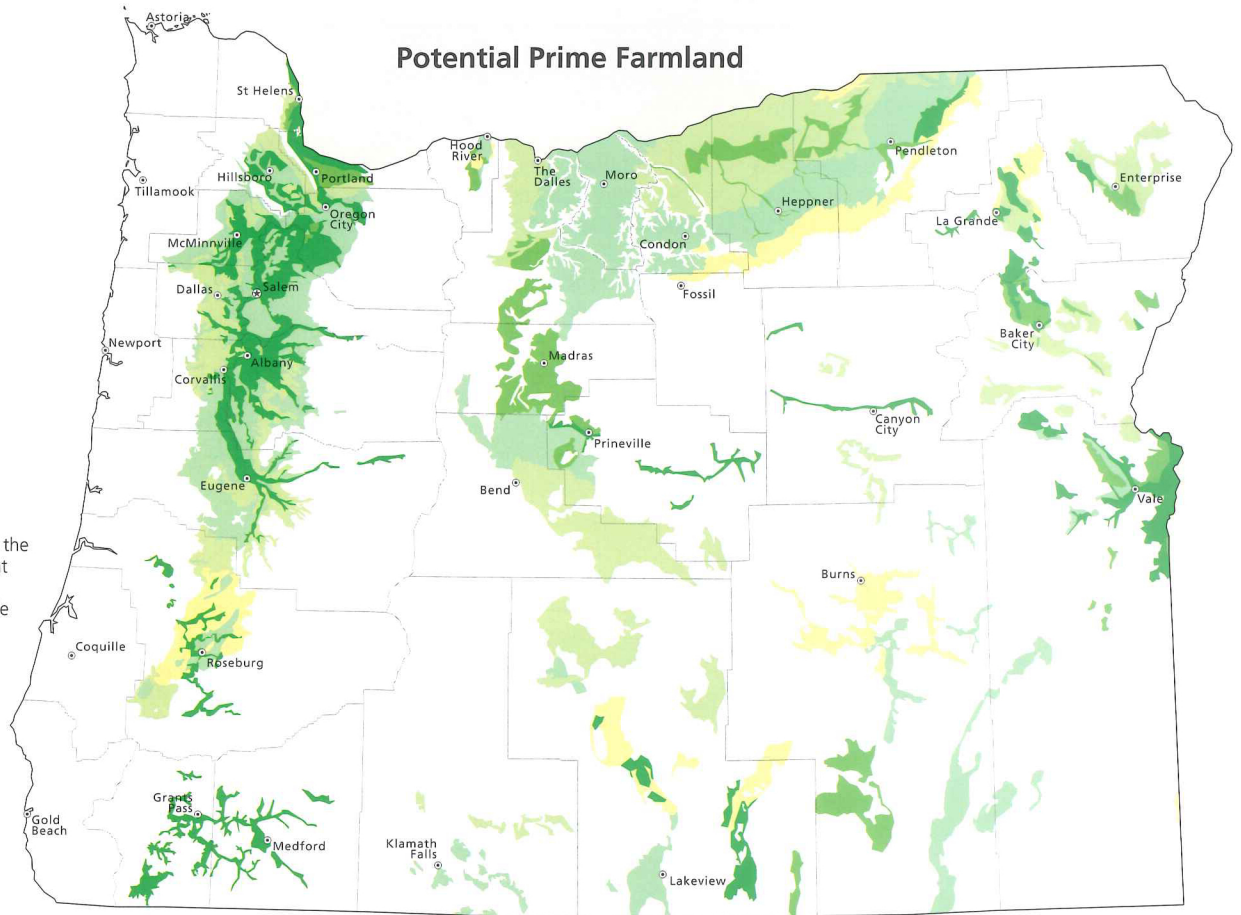 Potential Prime Farmland
Astoria
St Helens
Hood
River
The
Dalles
Moro
Pendleton
Enterprise
Tillamook
Hillsboro
Portland
Heppner
La Grande
Oregon
City
McMinnville
Condon
Dallas
Salem
Fossil
Baker
City
Newport
Albany
Madras
Corvallis
Canyon
City
Prineville
Eugene
Bend
Vale
the
Burns
Coquille
Roseburg
Grants
Pass
Gold
Beach
Medford
Klamath
Falls
Lakeview